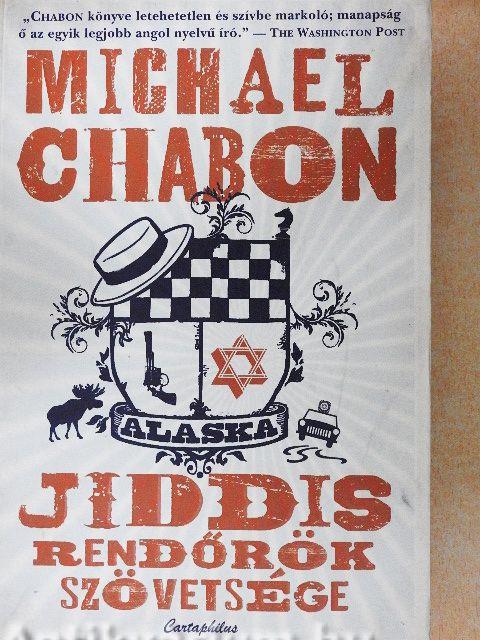 „CHABON könyve letehetetlen és szívbe markoló; manapság
ő az egyik legjobb angol nyelvű író.” — THE WASHINGTON POST
MICHAEL
CHABON
ALASKA
JIDDIS
RENDŐRÖK
SZÖVETSÉGE
Cartaphilus